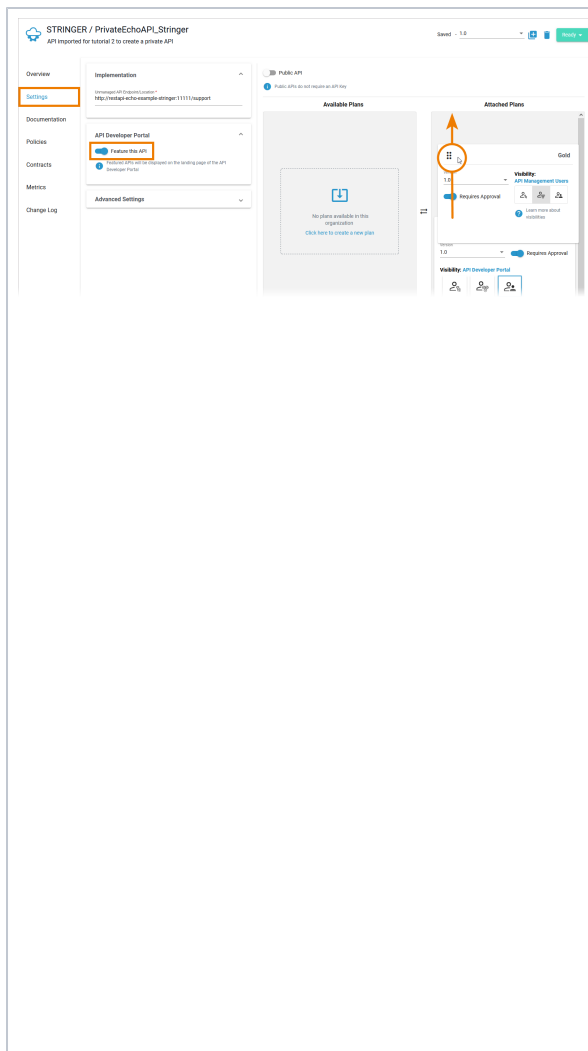 STRINGER / PrivateEchoAPI_Stringer
API imported for tutorial 2 to create a private API
Saved - 1.0
Ready
Overview
Settings
Documentation
Policies
Contracts
Metrics
Change Log
Implementation
Unmanaged API Endpoint Location *
http://restapi-echo-example-stringer:11111/support
API Developer Portal
Feature this API
Featured APIs will be displayed on the landing page of the API
Developer Portal
Advanced Settings
Public API
Public APIs do not require an API Key
Available Plans
No plans available in this
organization
Click here to create a new plan
Attached Plans
Gold
1.0
Requires Approval
Visibility:
API Management Users
Learn more about
visibilities
Version
1.0
Requires Approval
Visibility: API Developer Portal